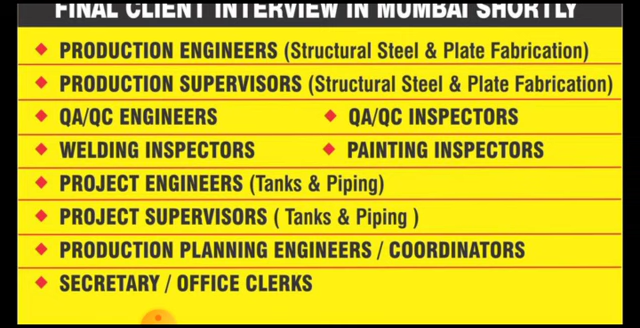 FINAL CLIENT INTERVIEW IN MUMBAI SHORTLY
PRODUCTION ENGINEERS (Structural Steel & Plate Fabrication)
PRODUCTION SUPERVISORS (Structural Steel & Plate Fabrication)
QA/QC ENGINEERS QA/QC INSPECTORS
WELDING INSPECTORS PAINTING INSPECTORS
PROJECT ENGINEERS (Tanks & Piping)
PROJECT SUPERVISORS ( Tanks & Piping )
PRODUCTION PLANNING ENGINEERS / COORDINATORS
SECRETARY / OFFICE CLERKS